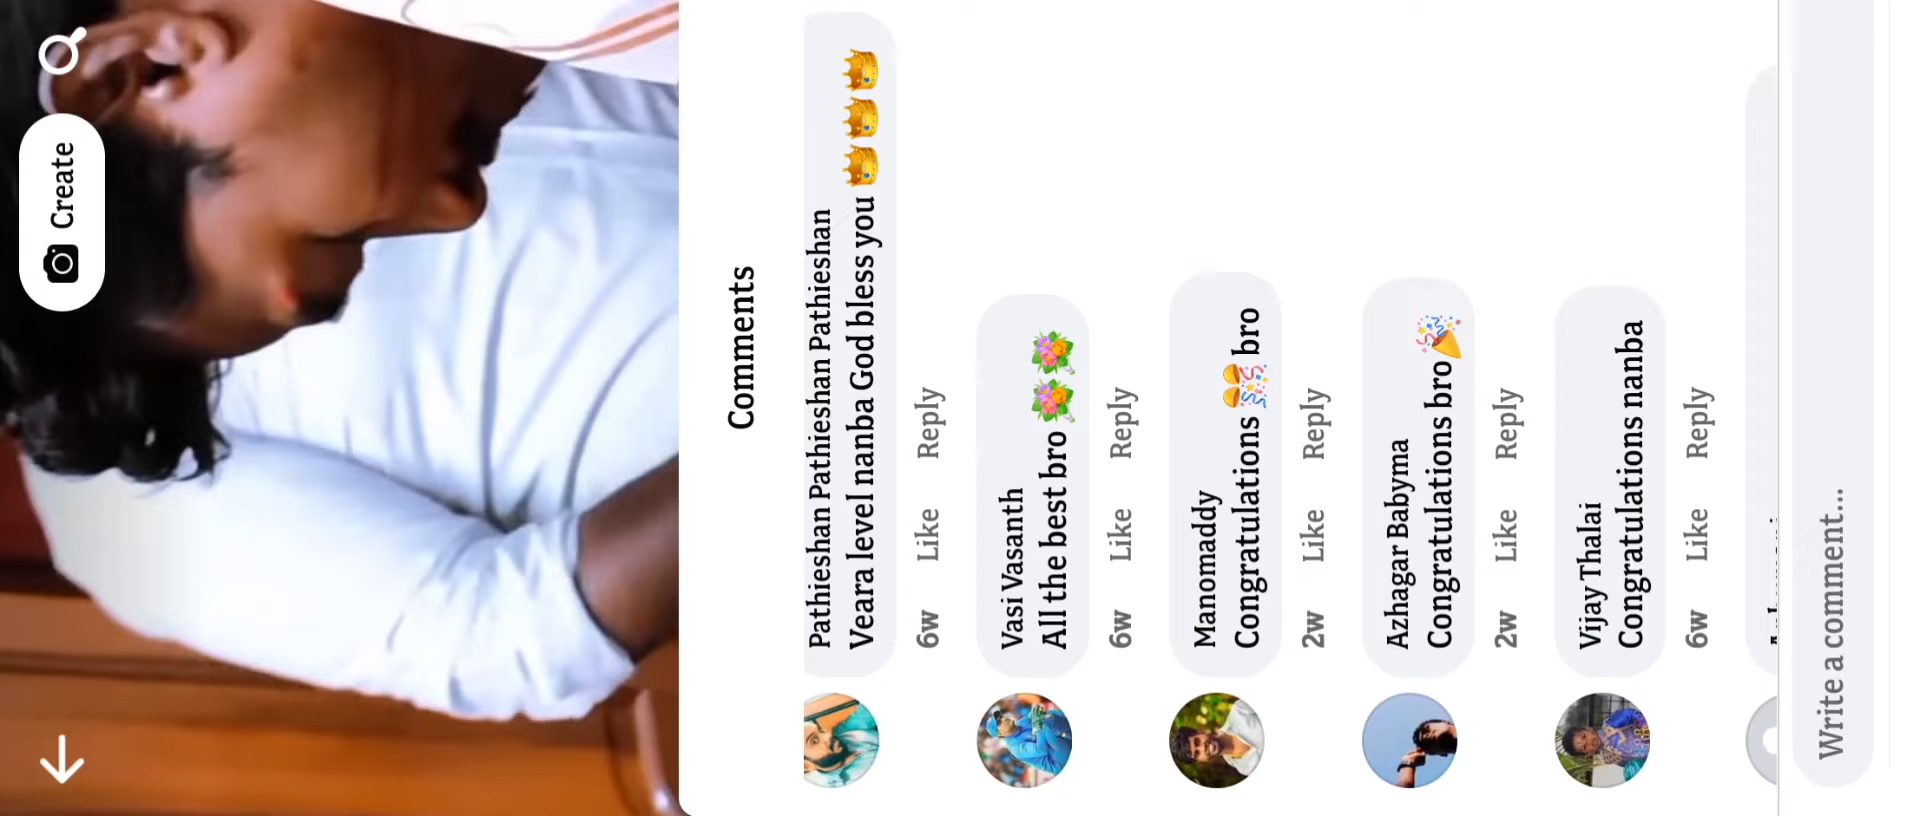 Create
Comments
Pathieshan Pathieshan Pathieshan
Veara level nanba God bless you 👑👑👑
6w Like Reply
Vasi Vasanth
All the best bro 💐💐
6w Like Reply
Manomaddy
Congratulations 🎊 bro
2w Like Reply
Azhagar Babyma
Congratulations bro🎉
2w Like Reply
Vijay Thalai
Congratulations nanba
6w Like Reply
Write a comment...